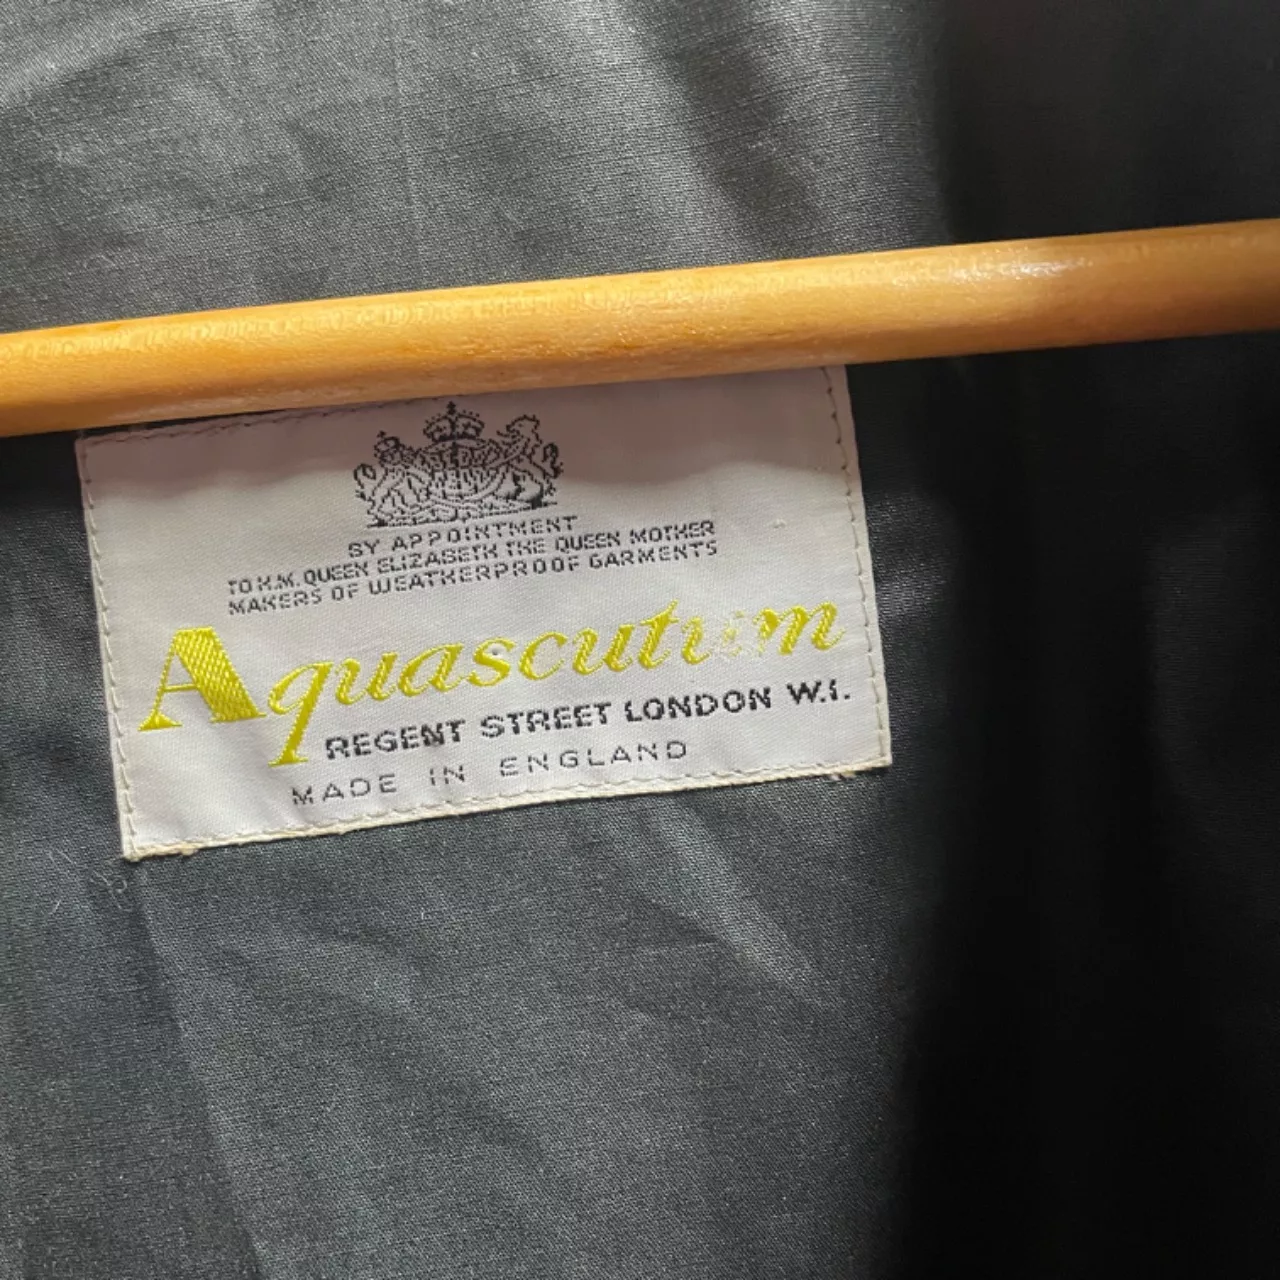 BY APPOINTMENT
TO H.M. QUEEN ELIZABETH THE QUEEN MOTHER
MAKERS OF WEATHERPROOF GARMENTS
Aquascutum
REGENT STREET LONDON W.1.
MADE IN ENGLAND